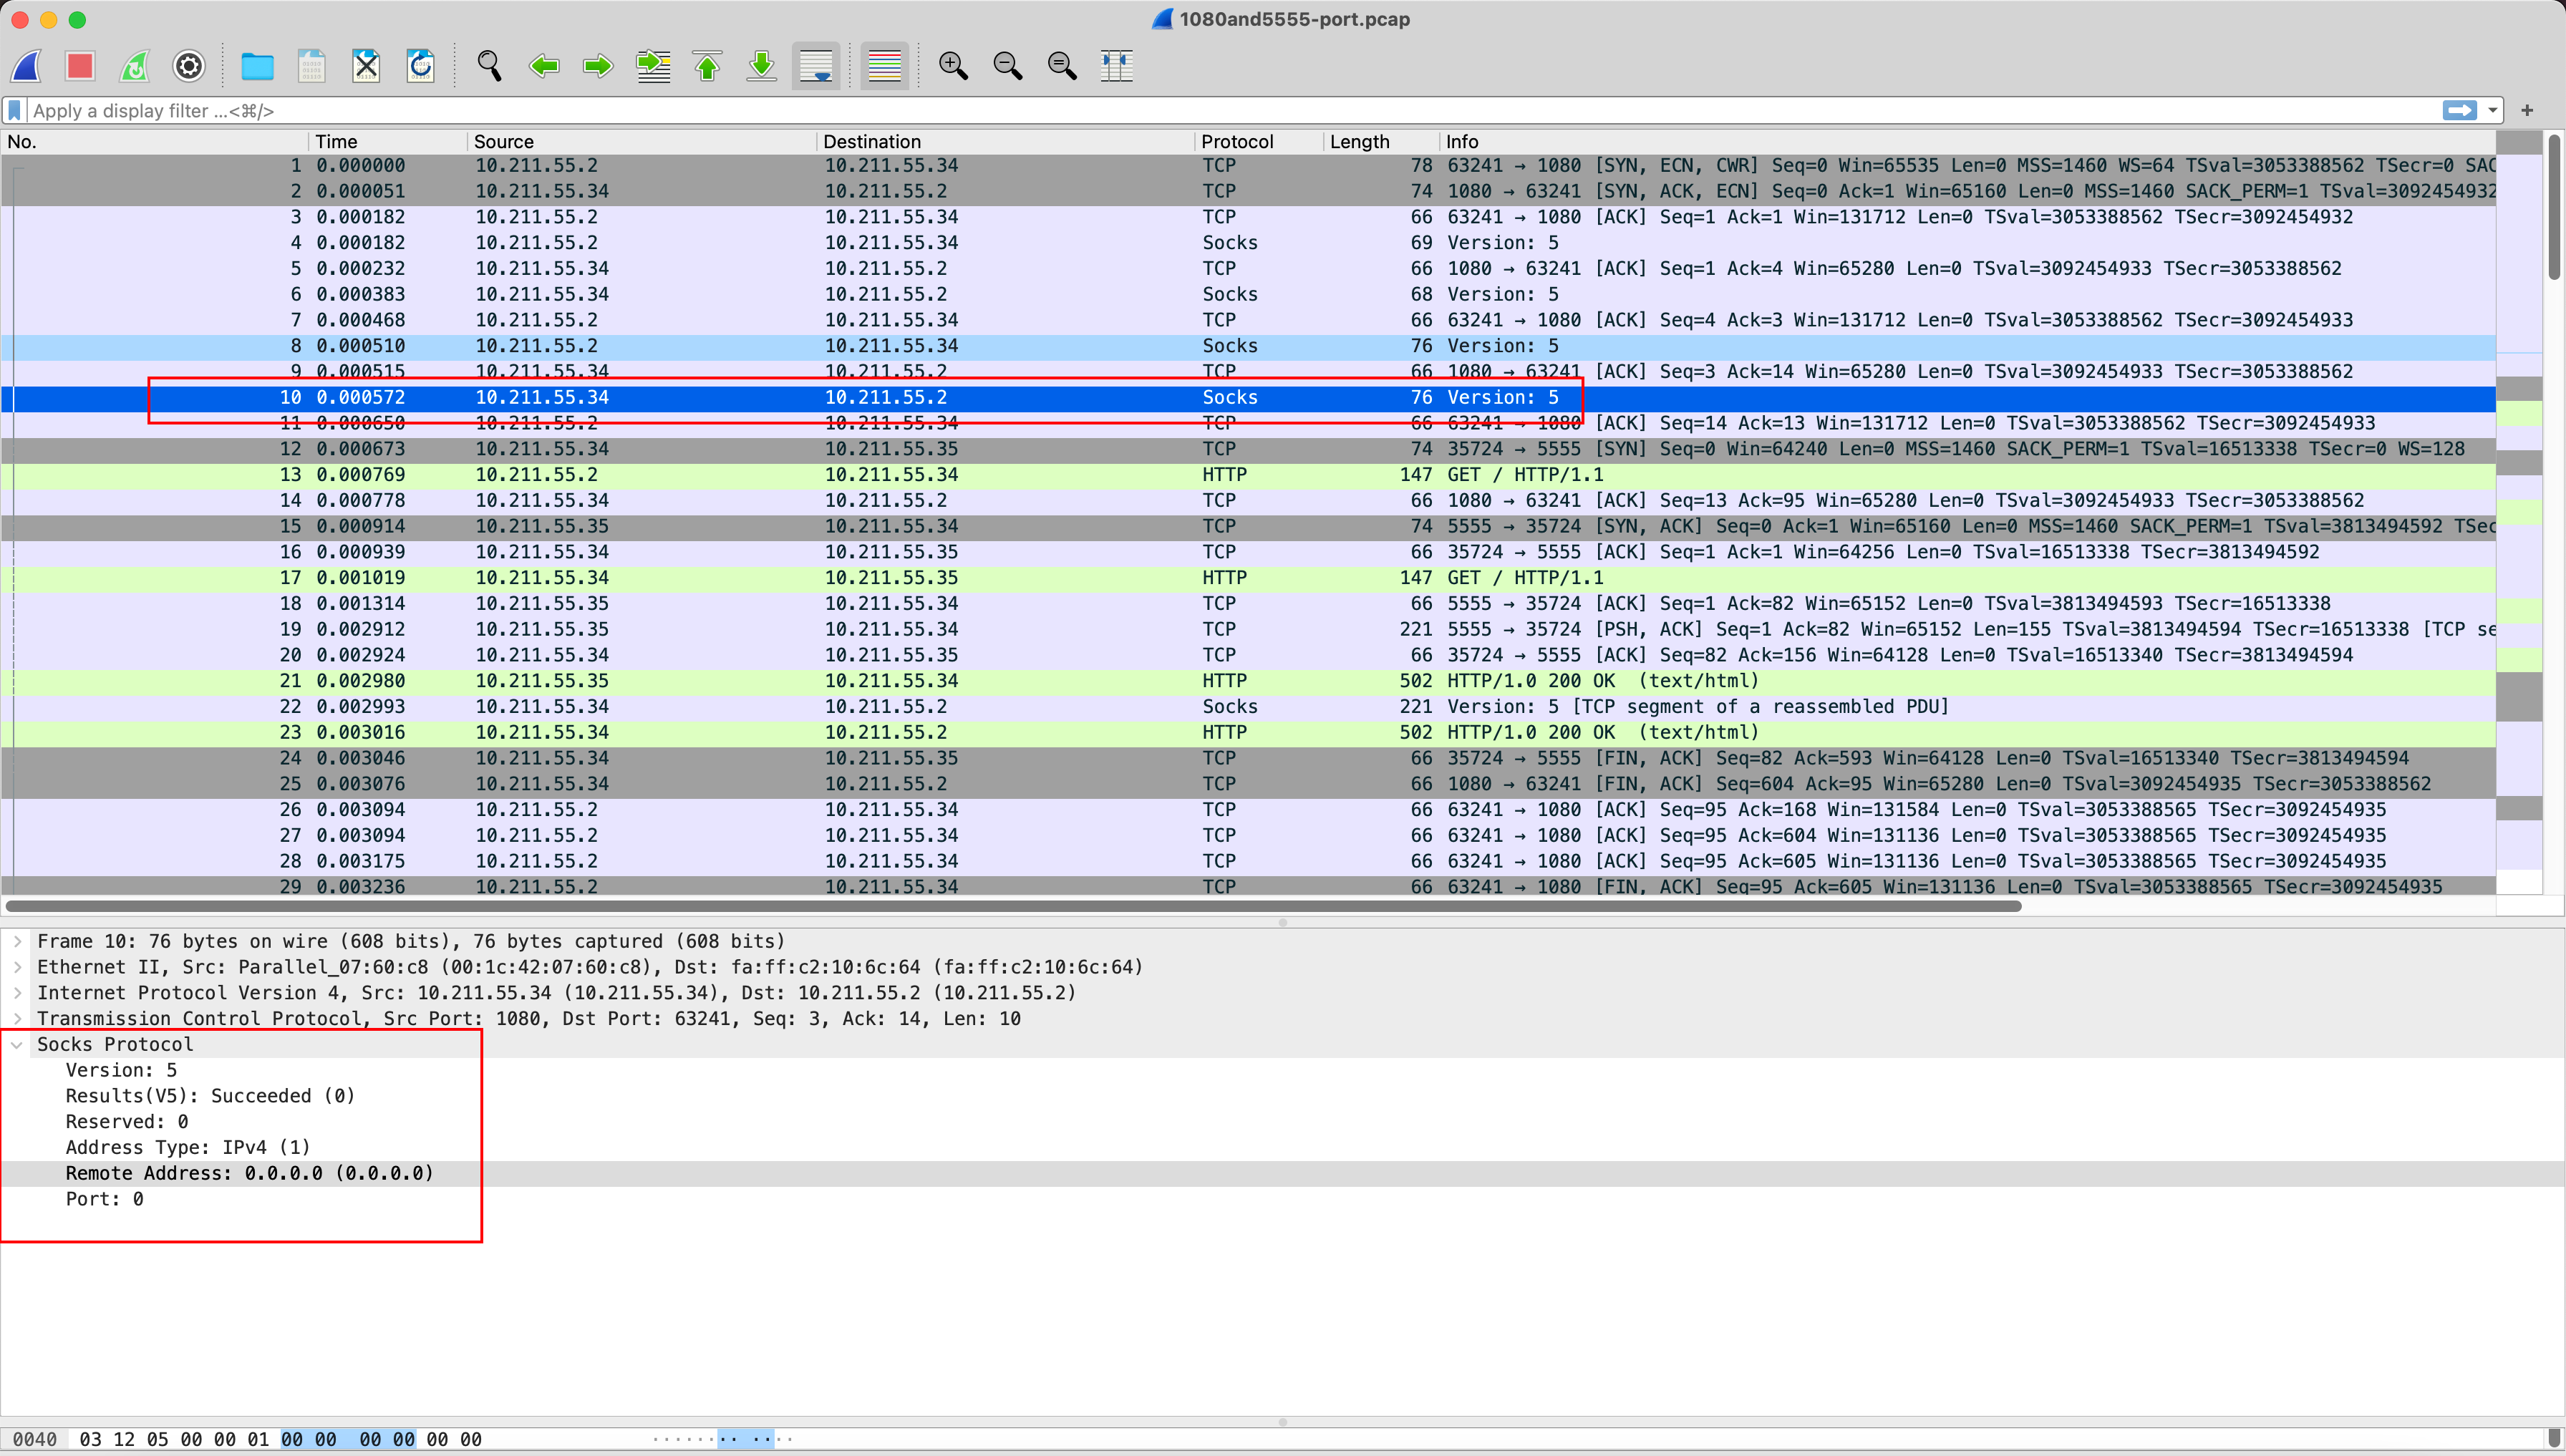 1080and5555-port.pcap
Apply a display filter ...<⌘/>
+
No. Time Source Destination Protocol Length Info
1 0.000000 10.211.55.2 10.211.55.34 TCP 78 63241 → 1080 [SYN, ECN, CWR] Seq=0 Win=65535 Len=0 MSS=1460 WS=64 TSval=3053388562 TSecr=0 SAC
2 0.000051 10.211.55.34 10.211.55.2 TCP 74 1080 → 63241 [SYN, ACK, ECN] Seq=0 Ack=1 Win=65160 Len=0 MSS=1460 SACK_PERM=1 TSval=3092454932
3 0.000182 10.211.55.2 10.211.55.34 TCP 66 63241 → 1080 [ACK] Seq=1 Ack=1 Win=131712 Len=0 TSval=3053388562 TSecr=3092454932
4 0.000182 10.211.55.2 10.211.55.34 Socks 69 Version: 5
5 0.000232 10.211.55.34 10.211.55.2 TCP 66 1080 → 63241 [ACK] Seq=1 Ack=4 Win=65280 Len=0 TSval=3092454933 TSecr=3053388562
6 0.000383 10.211.55.34 10.211.55.2 Socks 68 Version: 5
7 0.000468 10.211.55.2 10.211.55.34 TCP 66 63241 → 1080 [ACK] Seq=4 Ack=3 Win=131712 Len=0 TSval=3053388562 TSecr=3092454933
8 0.000510 10.211.55.2 10.211.55.34 Socks 76 Version: 5
9 0.000515 10.211.55.34 10.211.55.2 TCP 66 1080 → 63241 [ACK] Seq=3 Ack=14 Win=65280 Len=0 TSval=3092454933 TSecr=3053388562
10 0.000572 10.211.55.34 10.211.55.2 Socks 76 Version: 5
11 0.000650 10.211.55.2 10.211.55.34 TCP 66 63241 → 1080 [ACK] Seq=14 Ack=13 Win=131712 Len=0 TSval=3053388562 TSecr=3092454933
12 0.000673 10.211.55.34 10.211.55.35 TCP 74 35724 → 5555 [SYN] Seq=0 Win=64240 Len=0 MSS=1460 SACK_PERM=1 TSval=16513338 TSecr=0 WS=128
13 0.000769 10.211.55.2 10.211.55.34 HTTP 147 GET / HTTP/1.1
14 0.000778 10.211.55.34 10.211.55.2 TCP 66 1080 → 63241 [ACK] Seq=13 Ack=95 Win=65280 Len=0 TSval=3092454933 TSecr=3053388562
15 0.000914 10.211.55.35 10.211.55.34 TCP 74 5555 → 35724 [SYN, ACK] Seq=0 Ack=1 Win=65160 Len=0 MSS=1460 SACK_PERM=1 TSval=3813494592 TSec
16 0.000939 10.211.55.34 10.211.55.35 TCP 66 35724 → 5555 [ACK] Seq=1 Ack=1 Win=64256 Len=0 TSval=16513338 TSecr=3813494592
17 0.001019 10.211.55.34 10.211.55.35 HTTP 147 GET / HTTP/1.1
18 0.001314 10.211.55.35 10.211.55.34 TCP 66 5555 → 35724 [ACK] Seq=1 Ack=82 Win=65152 Len=0 TSval=3813494593 TSecr=16513338
19 0.002912 10.211.55.35 10.211.55.34 TCP 221 5555 → 35724 [PSH, ACK] Seq=1 Ack=82 Win=65152 Len=155 TSval=3813494594 TSecr=16513338 [TCP se
20 0.002924 10.211.55.34 10.211.55.35 TCP 66 35724 → 5555 [ACK] Seq=82 Ack=156 Win=64128 Len=0 TSval=16513340 TSecr=3813494594
21 0.002980 10.211.55.35 10.211.55.34 HTTP 502 HTTP/1.0 200 OK (text/html)
22 0.002993 10.211.55.34 10.211.55.2 Socks 221 Version: 5 [TCP segment of a reassembled PDU]
23 0.003016 10.211.55.34 10.211.55.2 HTTP 502 HTTP/1.0 200 OK (text/html)
24 0.003046 10.211.55.34 10.211.55.35 TCP 66 35724 → 5555 [FIN, ACK] Seq=82 Ack=593 Win=64128 Len=0 TSval=16513340 TSecr=3813494594
25 0.003076 10.211.55.34 10.211.55.2 TCP 66 1080 → 63241 [FIN, ACK] Seq=604 Ack=95 Win=65280 Len=0 TSval=3092454935 TSecr=3053388562
26 0.003094 10.211.55.2 10.211.55.34 TCP 66 63241 → 1080 [ACK] Seq=95 Ack=168 Win=131584 Len=0 TSval=3053388565 TSecr=3092454935
27 0.003094 10.211.55.2 10.211.55.34 TCP 66 63241 → 1080 [ACK] Seq=95 Ack=604 Win=131136 Len=0 TSval=3053388565 TSecr=3092454935
28 0.003175 10.211.55.2 10.211.55.34 TCP 66 63241 → 1080 [ACK] Seq=95 Ack=605 Win=131136 Len=0 TSval=3053388565 TSecr=3092454935
29 0.003236 10.211.55.2 10.211.55.34 TCP 66 63241 → 1080 [FIN, ACK] Seq=95 Ack=605 Win=131136 Len=0 TSval=3053388565 TSecr=3092454935
Frame 10: 76 bytes on wire (608 bits), 76 bytes captured (608 bits)
Ethernet II, Src: Parallel_07:60:c8 (00:1c:42:07:60:c8), Dst: fa:ff:c2:10:6c:64 (fa:ff:c2:10:6c:64)
Internet Protocol Version 4, Src: 10.211.55.34 (10.211.55.34), Dst: 10.211.55.2 (10.211.55.2)
Transmission Control Protocol, Src Port: 1080, Dst Port: 63241, Seq: 3, Ack: 14, Len: 10
Socks Protocol
Version: 5
Results(V5): Succeeded (0)
Reserved: 0
Address Type: IPv4 (1)
Remote Address: 0.0.0.0 (0.0.0.0)
Port: 0
0040 03 12 05 00 00 01 00 00 00 00 00 00 ............